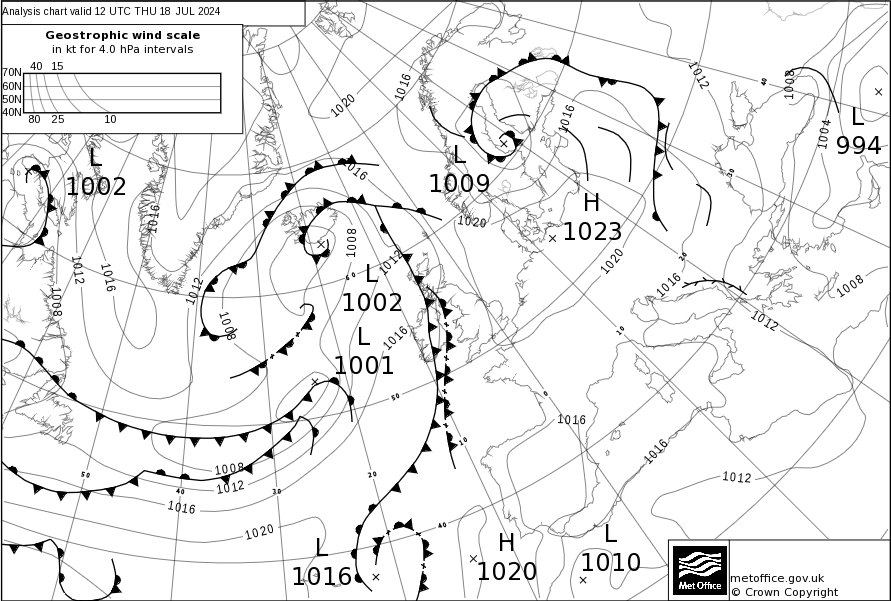 Analysis chart valid 12 UTC THU 18 JUL 2024
Geostrophic wind scale
in kt for 4.0 hPa intervals
40 15
70N
60N
50N
40N
80 25 10
1020
1016
1012
1008
1004
L
994
1016
L
1002
L
1009
1016
1016
1020
H
1023
1020
1008
1012
L
1002
1012
1016
1012
1008
1008
1016
1012
1008
L
1001
1016
1016
1016
1012
1008
1012
1016
1020
L
1016
H
1020
L
1010
40
30
20
10
0
10
60
50
40
50
40
30
20
Met Office
metoffice.gov.uk
© Crown Copyright